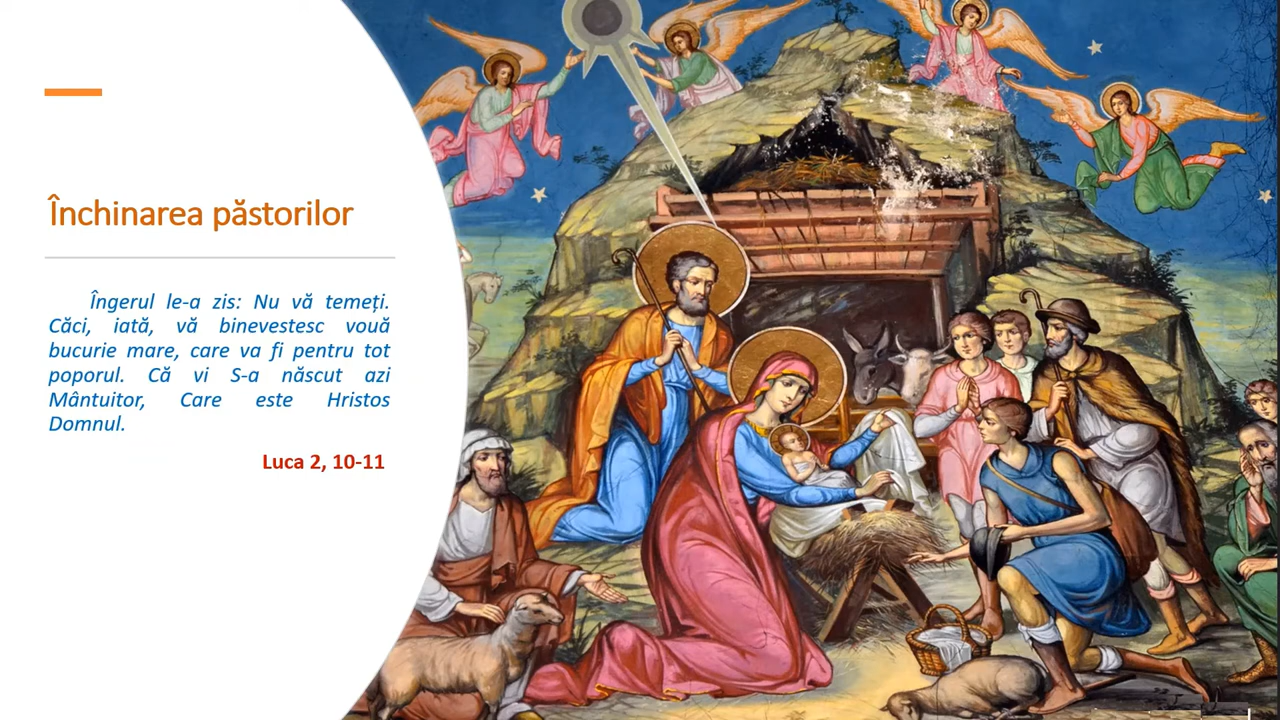 Închinarea păstorilor
Îngerul le-a zis: Nu vă temeți.
Căci, iată, vă binevestesc vouă
bucurie mare, care va fi pentru tot
poporul. Că vi S-a născut azi
Mântuitor, Care este Hristos
Domnul.
Luca 2, 10-11